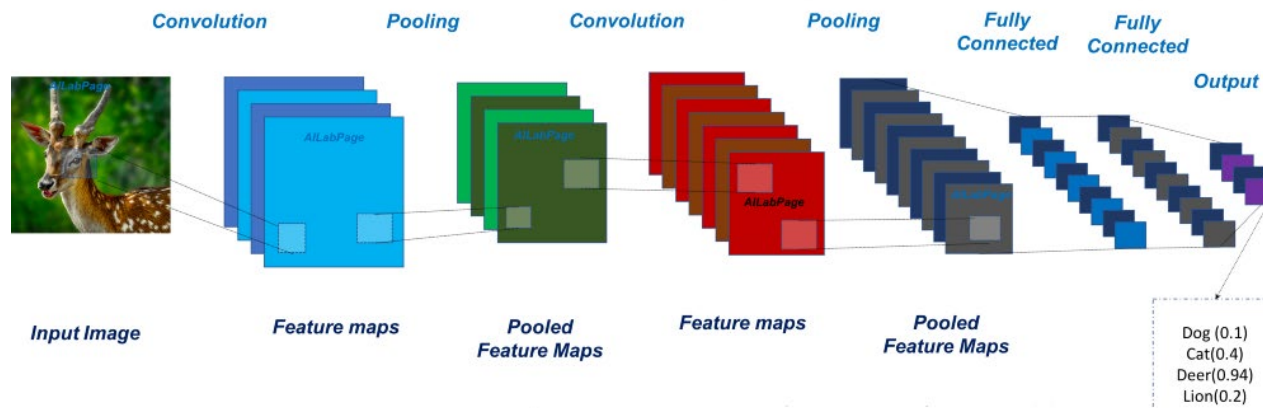 Convolution
Pooling
Convolution
Pooling
Fully
Connected
Fully
Connected
Output
AILabPage
AILabPage
AILabPage
AILabPage
Input Image
Feature maps
Pooled
Feature Maps
Feature maps
Pooled
Feature Maps
Dog (0.1)
Cat(0.4)
Deer(0.94)
Lion(0.2)